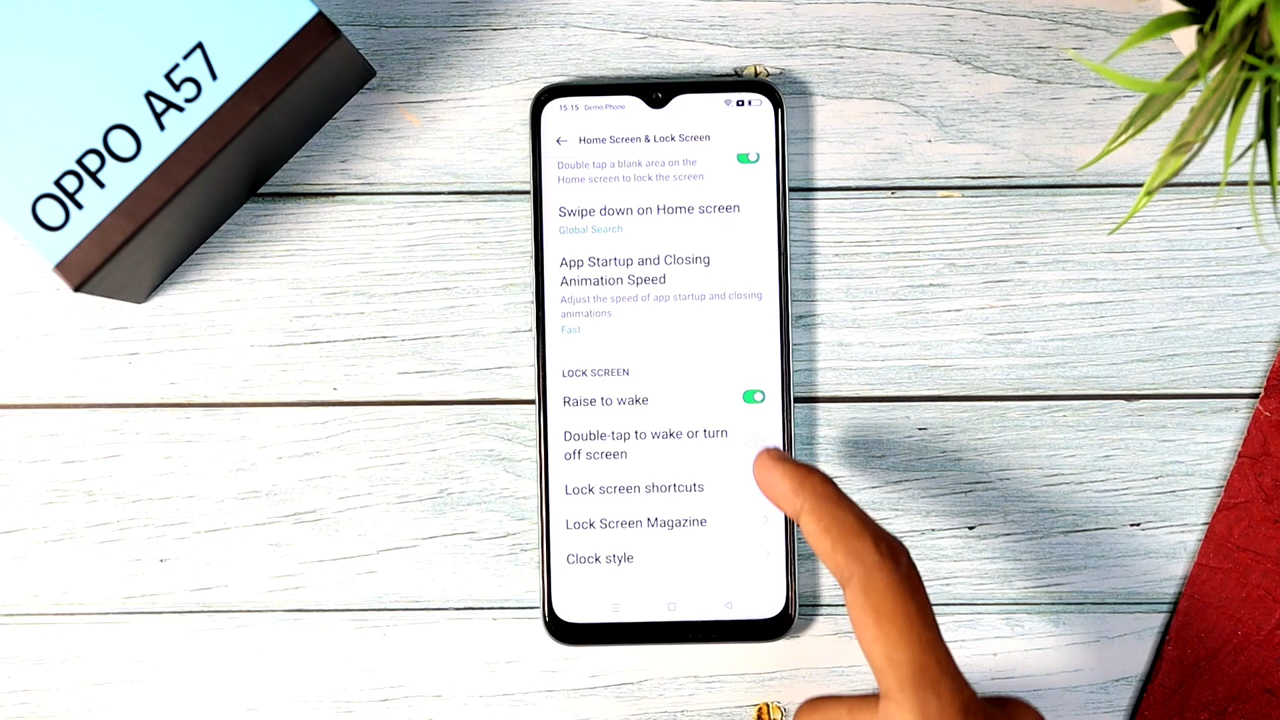 OPPO A57
15:15 Demo Phone
Home Screen & Lock Screen
Double tap a blank area on the
Home screen to lock the screen.
Swipe down on Home screen
Global Search
App Startup and Closing
Animation Speed
Adjust the speed of app startup and closing
animations.
Fast
LOCK SCREEN
Raise to wake
Double-tap to wake or turn
off screen
Lock screen shortcuts
Lock Screen Magazine
Clock style